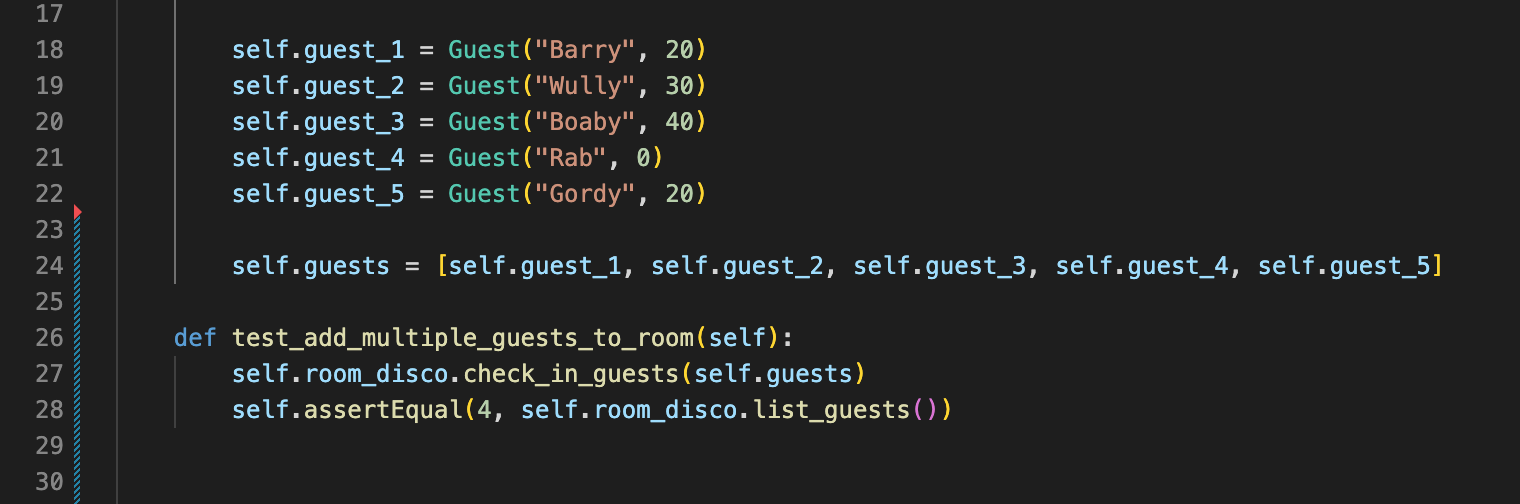 17
18 self.guest_1 = Guest("Barry", 20)
19 self.guest_2 = Guest("Wully", 30)
20 self.guest_3 = Guest("Boaby", 40)
21 self.guest_4 = Guest("Rab", 0)
22 self.guest_5 = Guest("Gordy", 20)
23
24 self.guests = [self.guest_1, self.guest_2, self.guest_3, self.guest_4, self.guest_5]
25
26 def test_add_multiple_guests_to_room(self):
27 self.room_disco.check_in_guests(self.guests)
28 self.assertEqual(4, self.room_disco.list_guests())
29
30